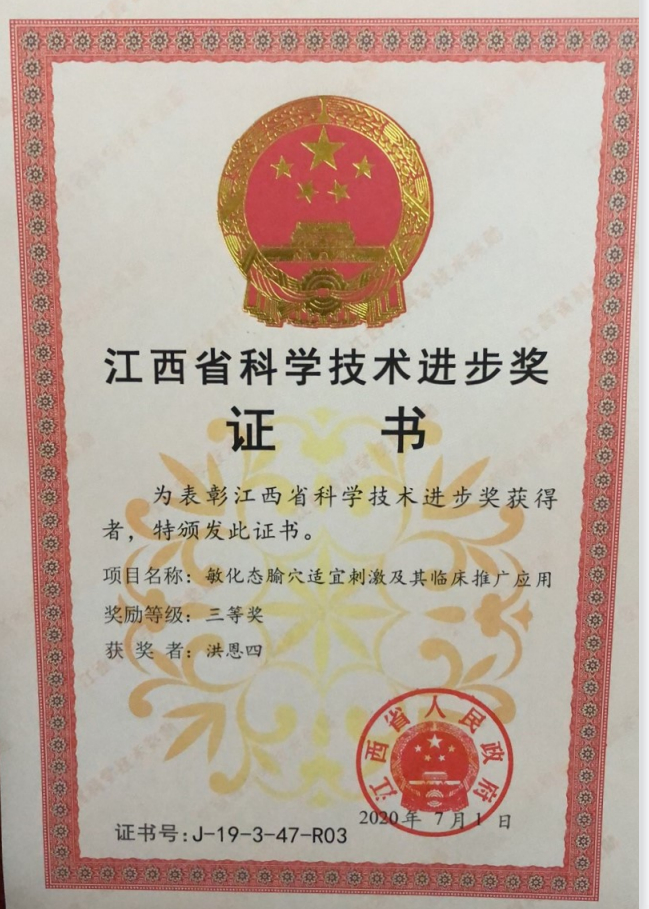 江西省科学技术进步奖
证书
为表彰江西省科学技术进步奖获得
者，特颁发此证书。
项目名称：敏化态腧穴适宜刺激及其临床推广应用
奖励等级：三等奖
获奖者：洪恩四
江西省人民政府
2020年7月1日
证书号：J-19-3-47-R03